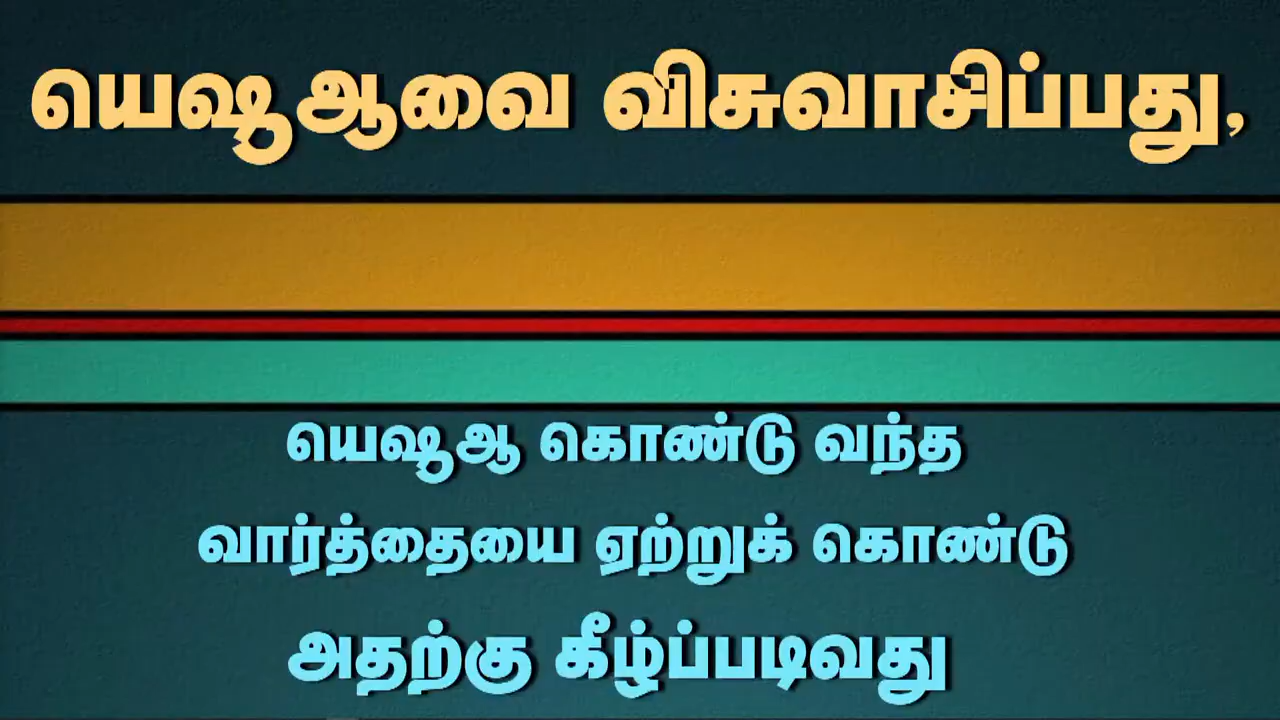 யெஷூஆவை விசுவாசிப்பது,
யெஷூஆ கொண்டு வந்த
வார்த்தையை ஏற்றுக் கொண்டு
அதற்கு கீழ்ப்படிவது